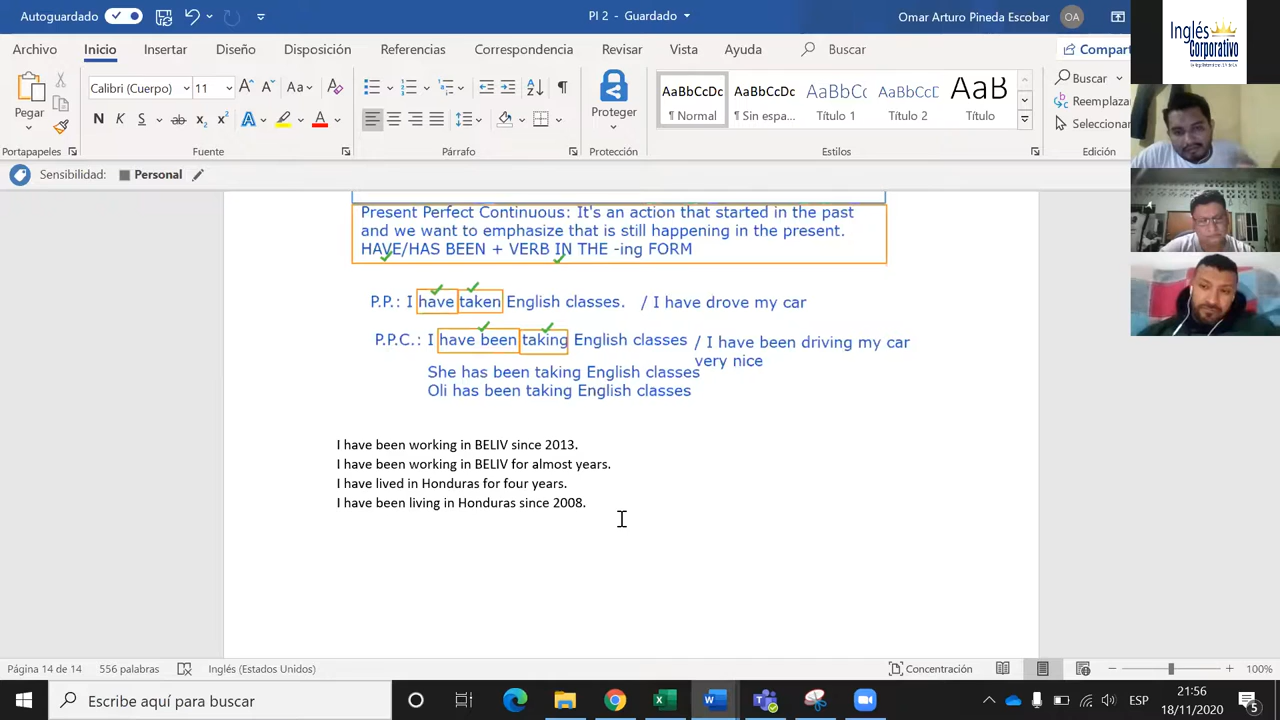 Autoguardado
PI 2 - Guardado
Omar Arturo Pineda Escobar
OA
Archivo Inicio Insertar Diseño Disposición Referencias Correspondencia Revisar Vista Ayuda Buscar Compart
Inglés
Corporativo
Calibri (Cuerpo) 11
Pegar
Proteger
AaBbCcDc AaBbCcDc AaBbCc AaBbCcD AaB
¶ Normal ¶ Sin espa... Título 1 Título 2 Título
Buscar
Reemplaza
Seleccionar
Portapapeles Fuente Párrafo Protección Estilos Edición
Sensibilidad: Personal
Present Perfect Continuous: It's an action that started in the past
and we want to emphasize that is still happening in the present.
HAVE/HAS BEEN + VERB IN THE -ing FORM
P.P.: I have taken English classes. / I have drove my car
P.P.C.: I have been taking English classes / I have been driving my car
very nice
She has been taking English classes
Oli has been taking English classes
I have been working in BELIV since 2013.
I have been working in BELIV for almost years.
I have lived in Honduras for four years.
I have been living in Honduras since 2008.
Página 14 de 14 556 palabras Inglés (Estados Unidos) Concentración 100%
Escribe aquí para buscar
ESP
21:56
18/11/2020
5